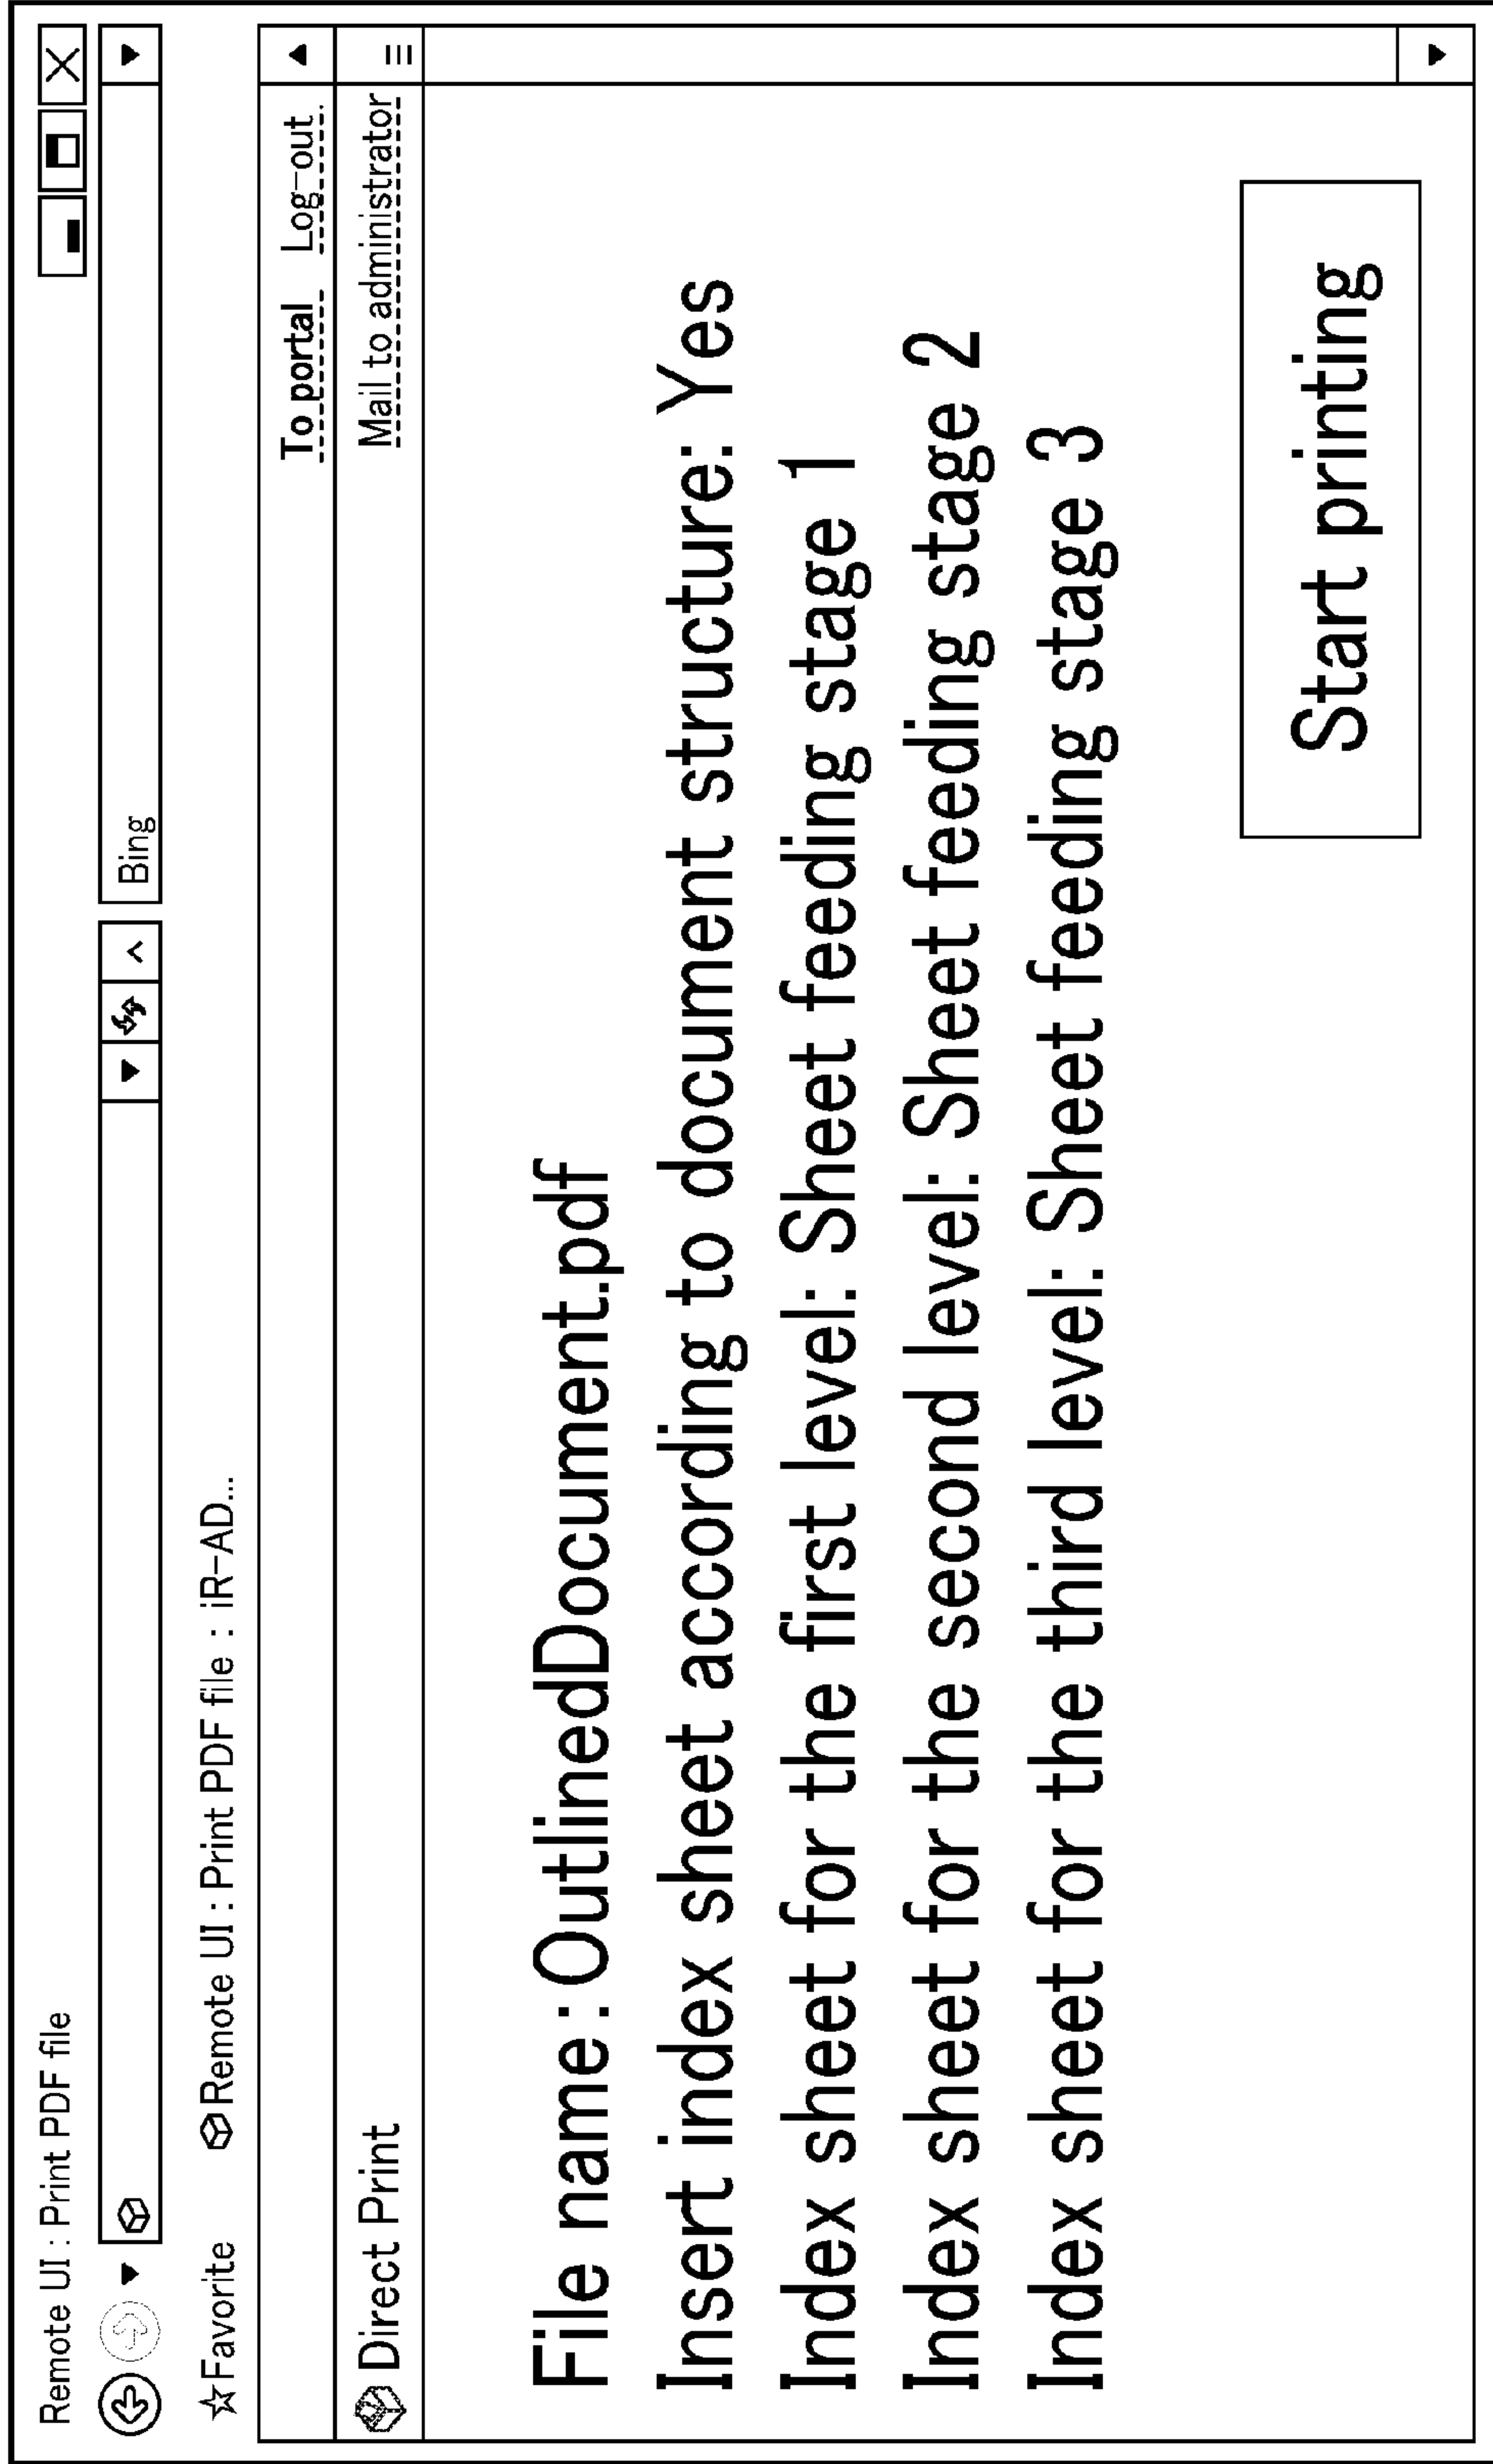 Remote UI : Print PDF file
Bing
☆Favorite Remote UI : Print PDF file : iR-AD...
To portal Log-out
Direct Print Mail to administrator
File name : OutlinedDocument.pdf
Insert index sheet according to document structure: Yes
Index sheet for the first level: Sheet feeding stage 1
Index sheet for the second level: Sheet feeding stage 2
Index sheet for the third level: Sheet feeding stage 3
Start printing